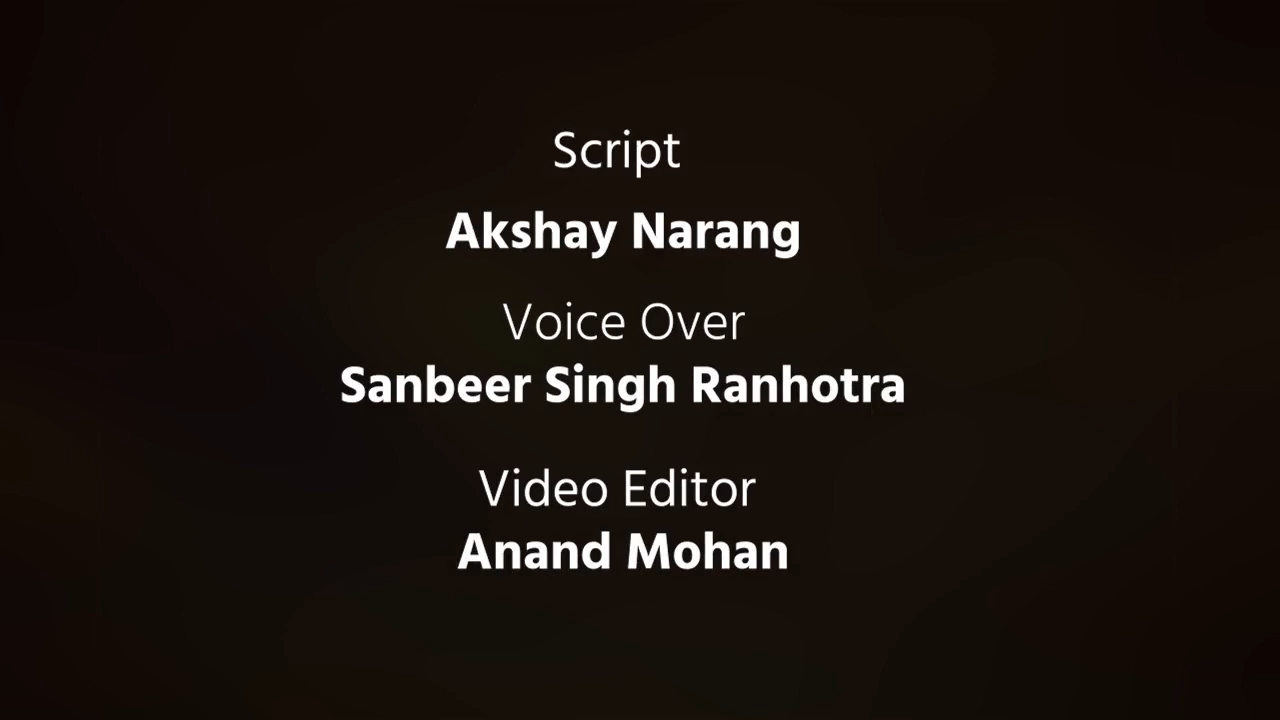 Script
Akshay Narang
Voice Over
Sanbeer Singh Ranhotra
Video Editor
Anand Mohan